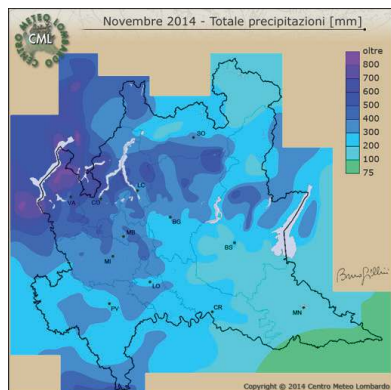 Novembre 2014 - Totale precipitazioni [mm]
CENTRO METEO LOMBARDO
CML
oltre
800
700
600
500
400
300
200
100
75
SO
LC
VA
CO
BG
MB
BS
MI
LO
PV
CR
MN
Copyright © 2014 Centro Meteo Lombardo